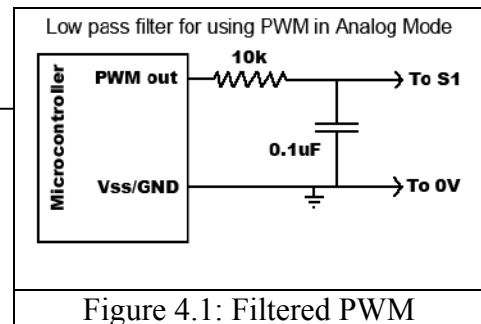 Low pass filter for using PWM in Analog Mode
Microcontroller
PWM out
10k
To S1
0.1uF
Vss/GND
To 0V
Figure 4.1: Filtered PWM